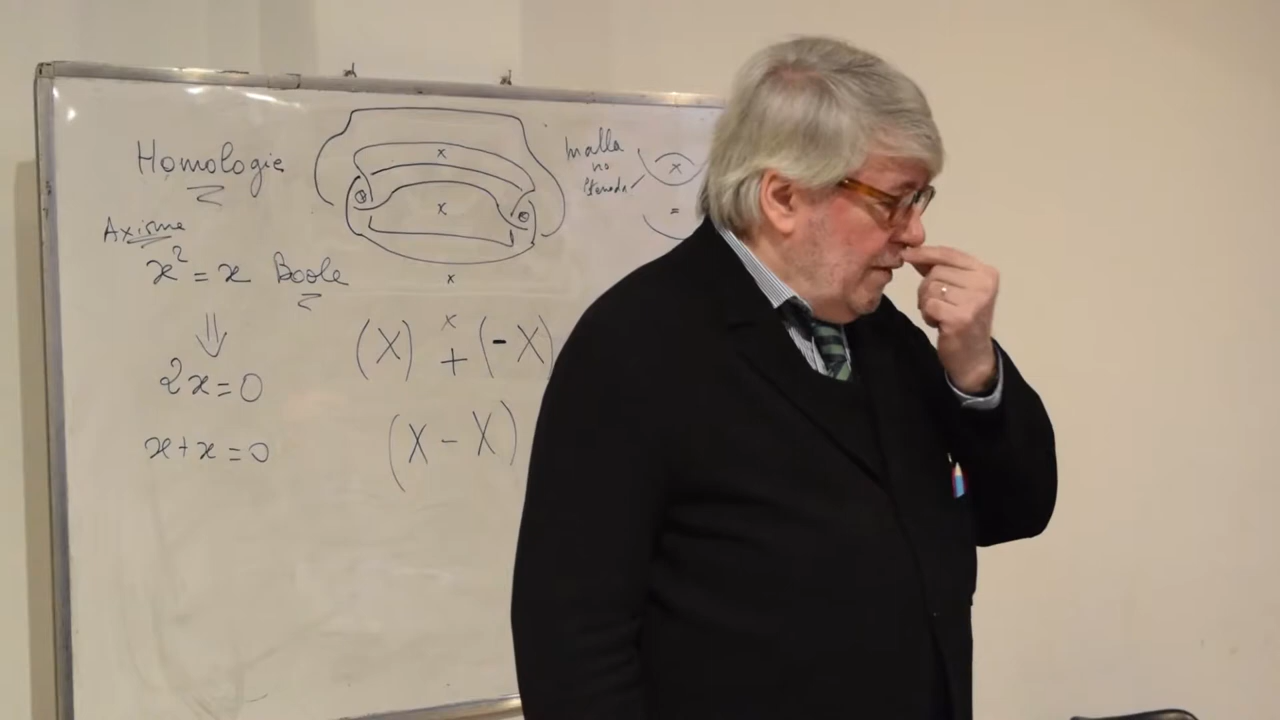 Homologie
Axiome
x² = x Boole
⇓
2x = 0
x + x = 0
x
x
x
x
(X) + (-X)
(X - X)
malla
no
x
=